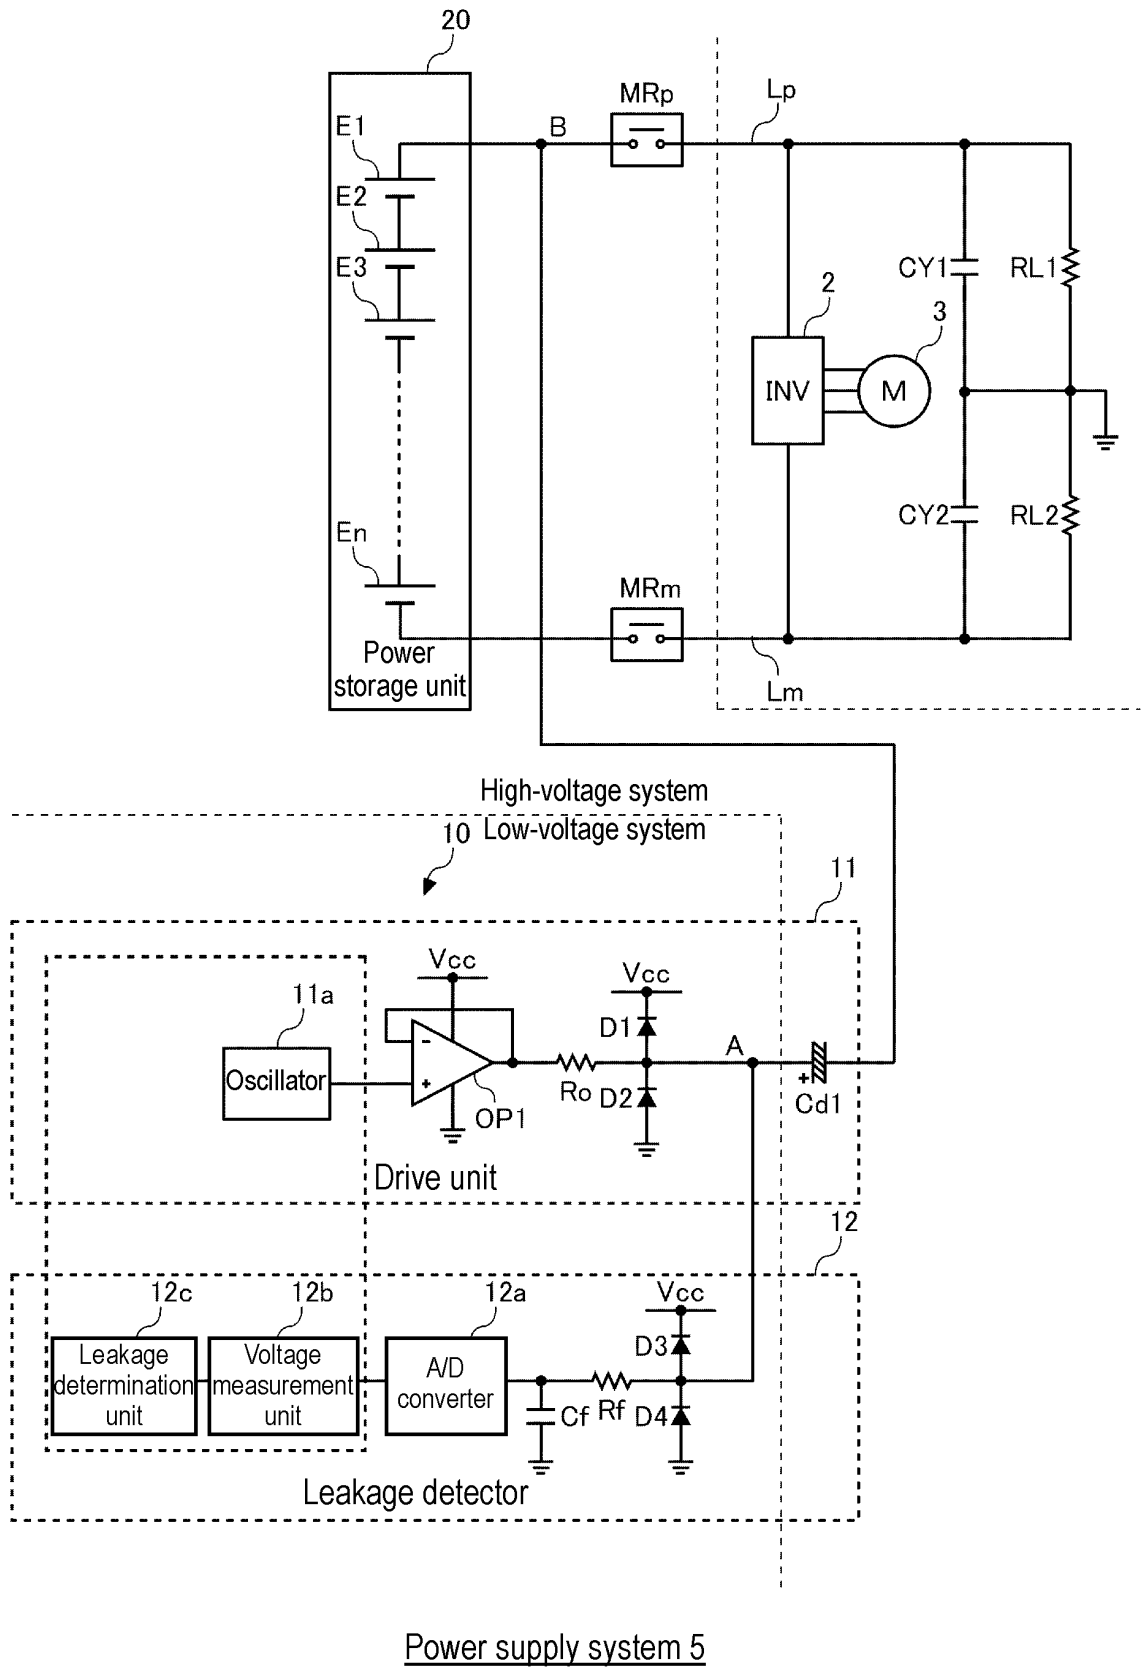 20
B
MRp
Lp
E1
E2
E3
En
CY1
RL1
2
3
INV
M
CY2
RL2
MRm
Lm
Power
storage unit
High-voltage system
Low-voltage system
10
11
Vcc
Vcc
11a
D1
A
-
Oscillator
+
Ro
D2
OP1
+
Cd1
Drive unit
12
12c
12b
12a
Vcc
Leakage
determination
unit
Voltage
measurement
unit
A/D
converter
D3
Cf
Rf
D4
Leakage detector
Power supply system 5